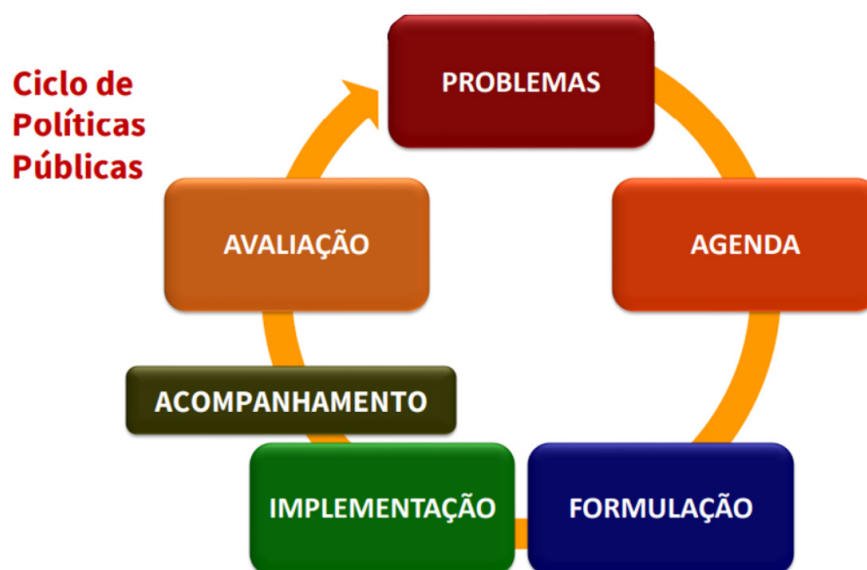 Ciclo de
Políticas
Públicas
PROBLEMAS
AGENDA
FORMULAÇÃO
IMPLEMENTAÇÃO
ACOMPANHAMENTO
AVALIAÇÃO